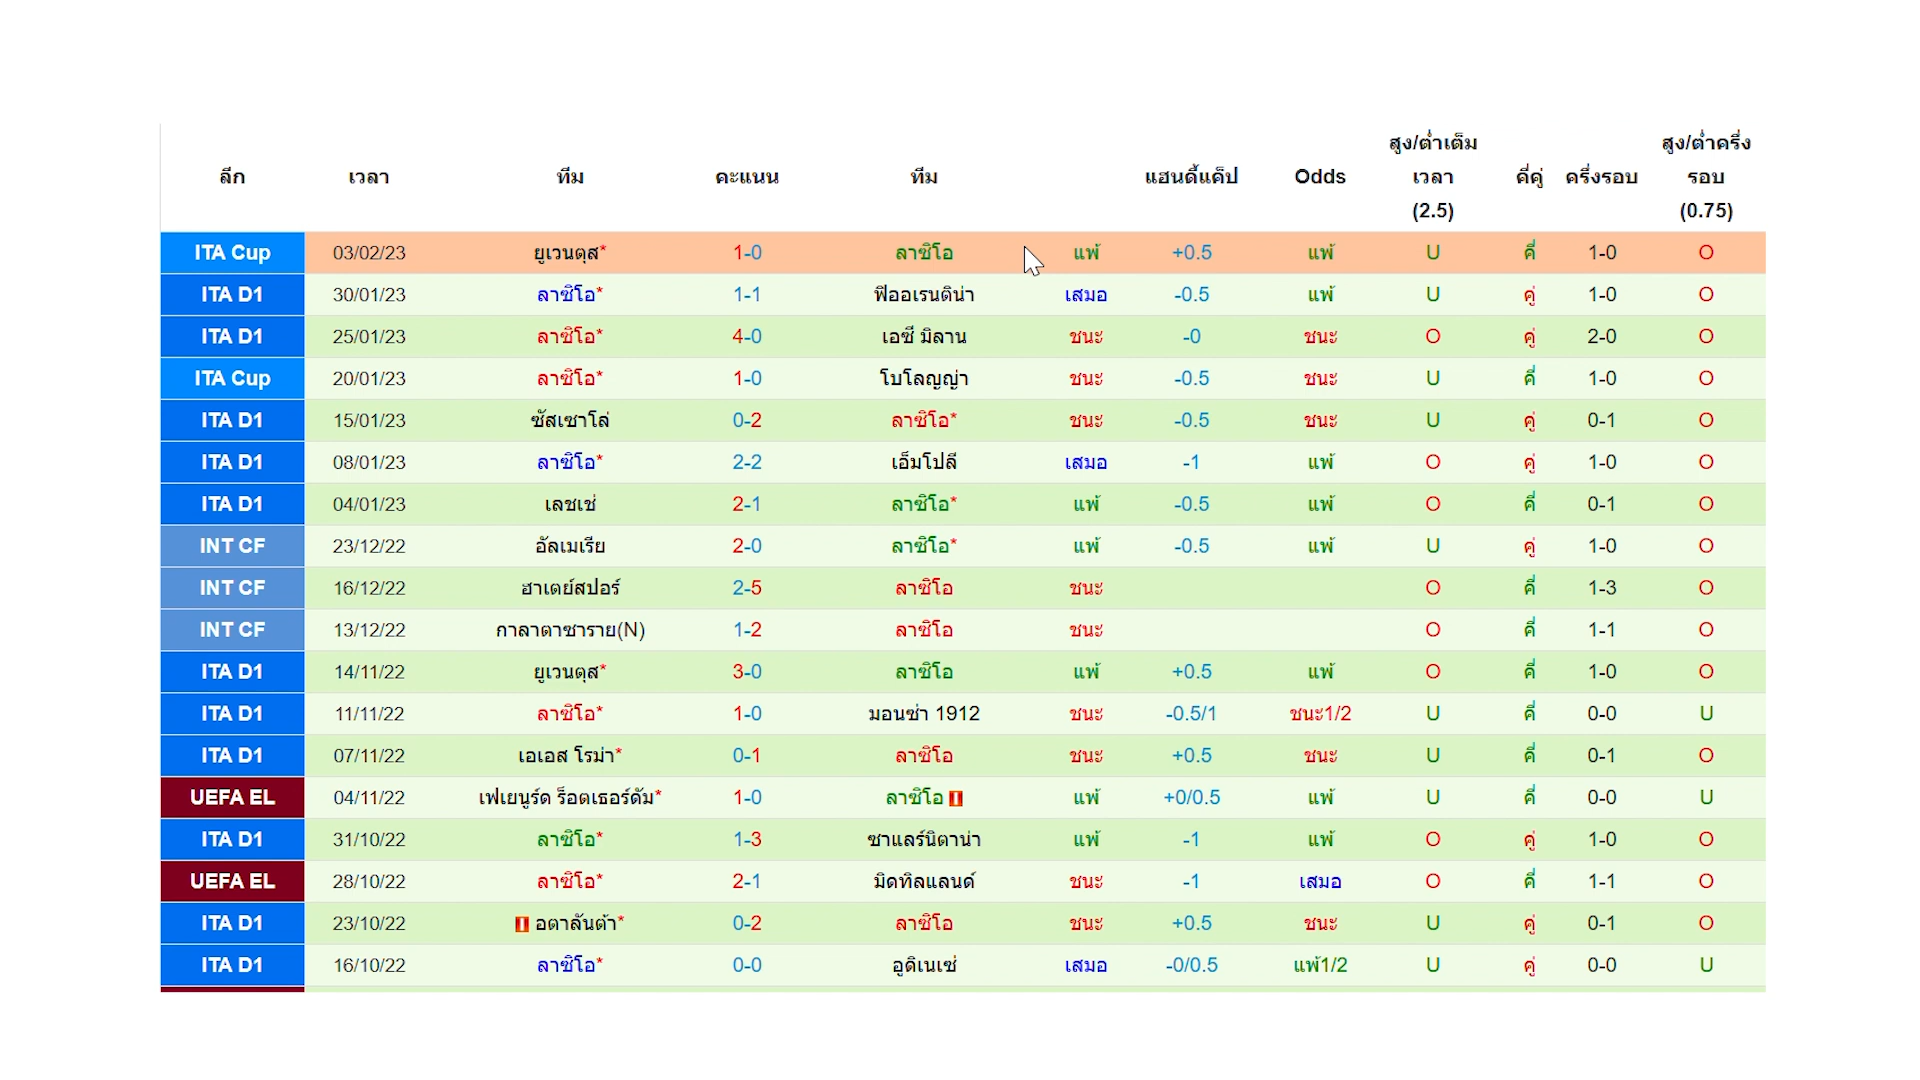 ลีก เวลา ทีม คะแนน ทีม แฮนดี้แค็ป Odds สูง/ต่ำเต็มเวลา (2.5) คี่คู่ ครึ่งรอบ สูง/ต่ำครึ่งรอบ (0.75)
ITA Cup 03/02/23 ยูเวนตุส* 1-0 ลาซิโอ แพ้ +0.5 แพ้ U คี่ 1-0 O
ITA D1 30/01/23 ลาซิโอ* 1-1 ฟิออเรนติน่า เสมอ -0.5 แพ้ U คู่ 1-0 O
ITA D1 25/01/23 ลาซิโอ* 4-0 เอซี มิลาน ชนะ -0 ชนะ O คู่ 2-0 O
ITA Cup 20/01/23 ลาซิโอ* 1-0 โบโลญญ่า ชนะ -0.5 ชนะ U คี่ 1-0 O
ITA D1 15/01/23 ซัสเซาโล่ 0-2 ลาซิโอ* ชนะ -0.5 ชนะ U คู่ 0-1 O
ITA D1 08/01/23 ลาซิโอ* 2-2 เอ็มโปลี เสมอ -1 แพ้ O คู่ 1-0 O
ITA D1 04/01/23 เลชเช่ 2-1 ลาซิโอ* แพ้ -0.5 แพ้ O คี่ 0-1 O
INT CF 23/12/22 อัลเมเรีย 2-0 ลาซิโอ* แพ้ -0.5 แพ้ U คู่ 1-0 O
INT CF 16/12/22 ฮาเตย์สปอร์ 2-5 ลาซิโอ ชนะ O คี่ 1-3 O
INT CF 13/12/22 กาลาตาซาราย(N) 1-2 ลาซิโอ ชนะ O คี่ 1-1 O
ITA D1 14/11/22 ยูเวนตุส* 3-0 ลาซิโอ แพ้ +0.5 แพ้ O คี่ 1-0 O
ITA D1 11/11/22 ลาซิโอ* 1-0 มอนซ่า 1912 ชนะ -0.5/1 ชนะ1/2 U คี่ 0-0 U
ITA D1 07/11/22 เอเอส โรม่า* 0-1 ลาซิโอ ชนะ +0.5 ชนะ U คี่ 0-1 O
UEFA EL 04/11/22 เฟเยนูร์ด ร็อตเธอร์ดัม* 1-0 ลาซิโอ แพ้ +0/0.5 แพ้ U คี่ 0-0 U
ITA D1 31/10/22 ลาซิโอ* 1-3 ซาแลร์นิตาน่า แพ้ -1 แพ้ O คู่ 1-0 O
UEFA EL 28/10/22 ลาซิโอ* 2-1 มิดทิลแลนด์ ชนะ -1 เสมอ O คี่ 1-1 O
ITA D1 23/10/22 อตาลันต้า* 0-2 ลาซิโอ ชนะ +0.5 ชนะ U คู่ 0-1 O
ITA D1 16/10/22 ลาซิโอ* 0-0 อูดิเนเซ่ เสมอ -0/0.5 แพ้1/2 U คู่ 0-0 U